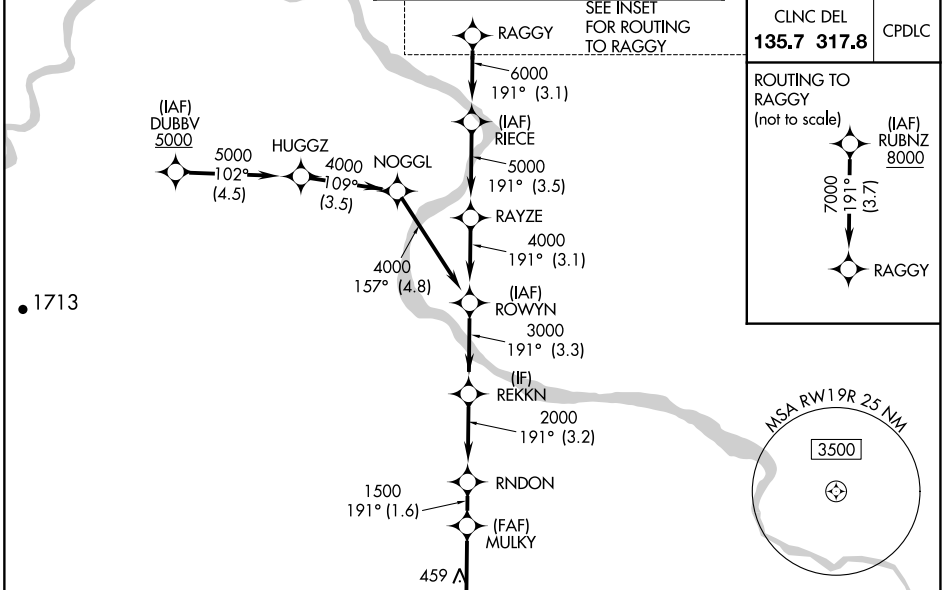 SEE INSET
FOR ROUTING
TO RAGGY
RAGGY
6000
191° (3.1)
(IAF)
RIECE
5000
191° (3.5)
RAYZE
4000
191° (3.1)
(IAF)
ROWYN
3000
191° (3.3)
(IF)
REKKN
2000
191° (3.2)
RNDON
1500
191° (1.6)
(FAF)
MULKY
459
(IAF)
DUBBV
5000
5000
102°
(4.5)
HUGGZ
4000
109°
(3.5)
NOGGL
4000
157° (4.8)
1713
CLNC DEL
135.7 317.8
CPDLC
ROUTING TO
RAGGY
(not to scale)
(IAF)
RUBNZ
8000
7000
191°
(3.7)
RAGGY
MSA RW19R 25 NM
3500